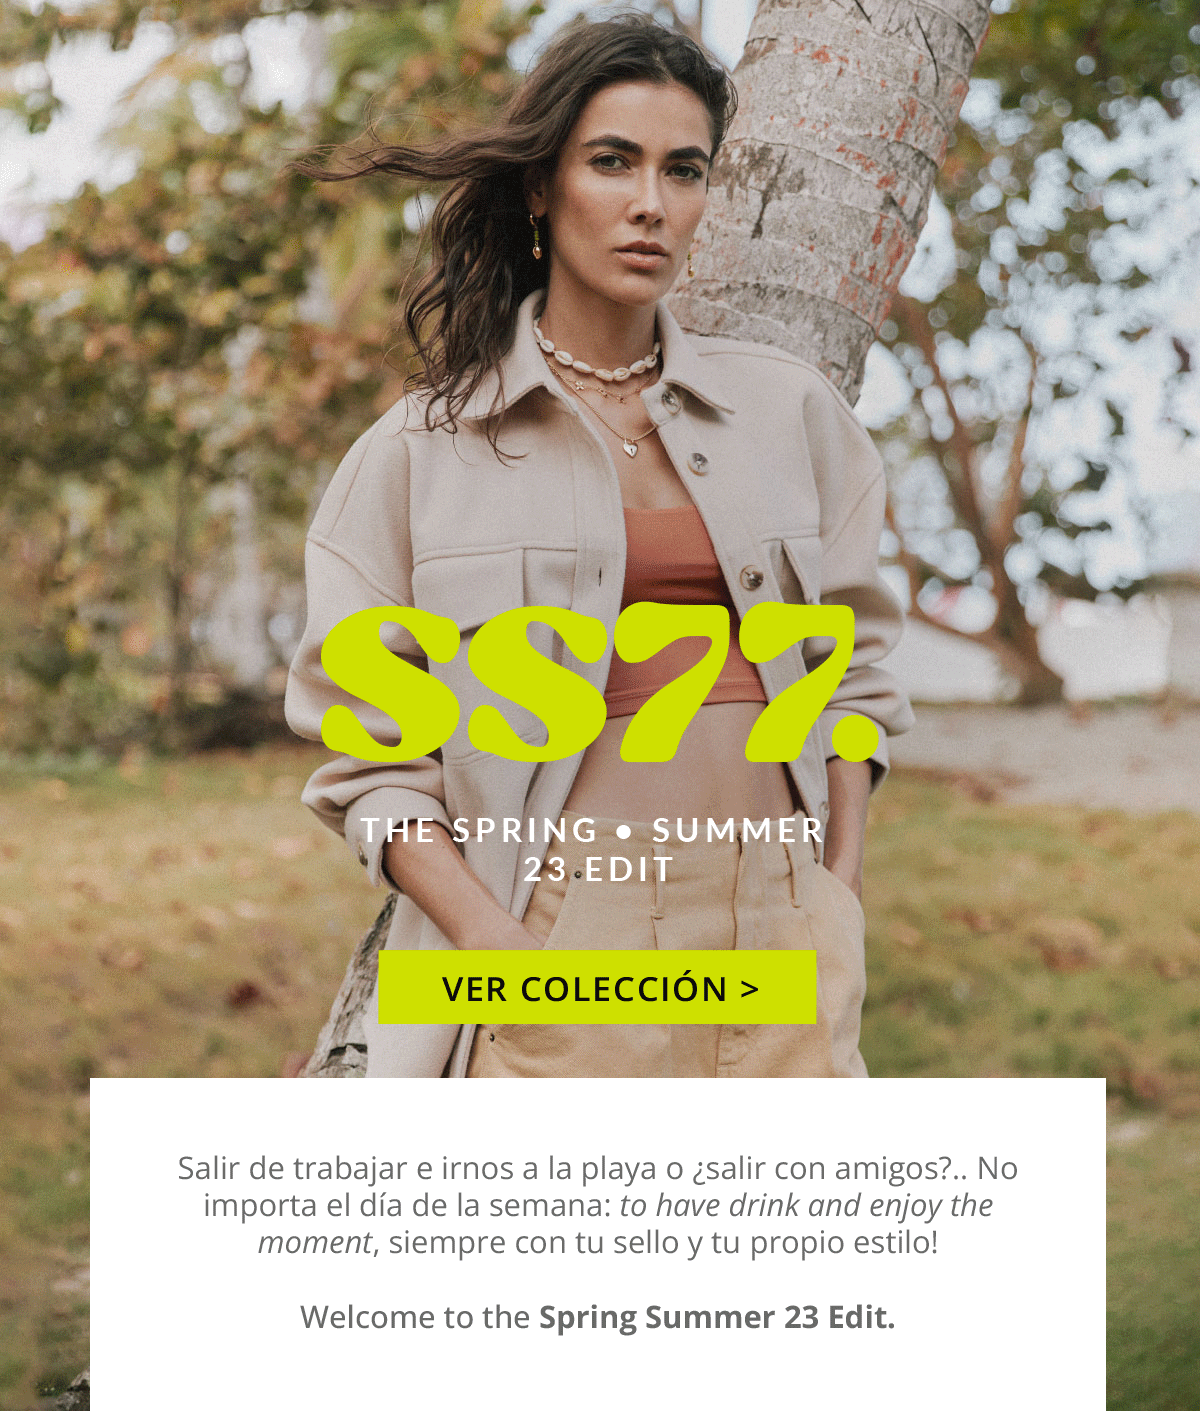 SS77.
THE SPRING • SUMMER
23 EDIT
VER COLECCIÓN >
Salir de trabajar e irnos a la playa o ¿salir con amigos?.. No
importa el día de la semana: to have drink and enjoy the
moment, siempre con tu sello y tu propio estilo!
Welcome to the Spring Summer 23 Edit.